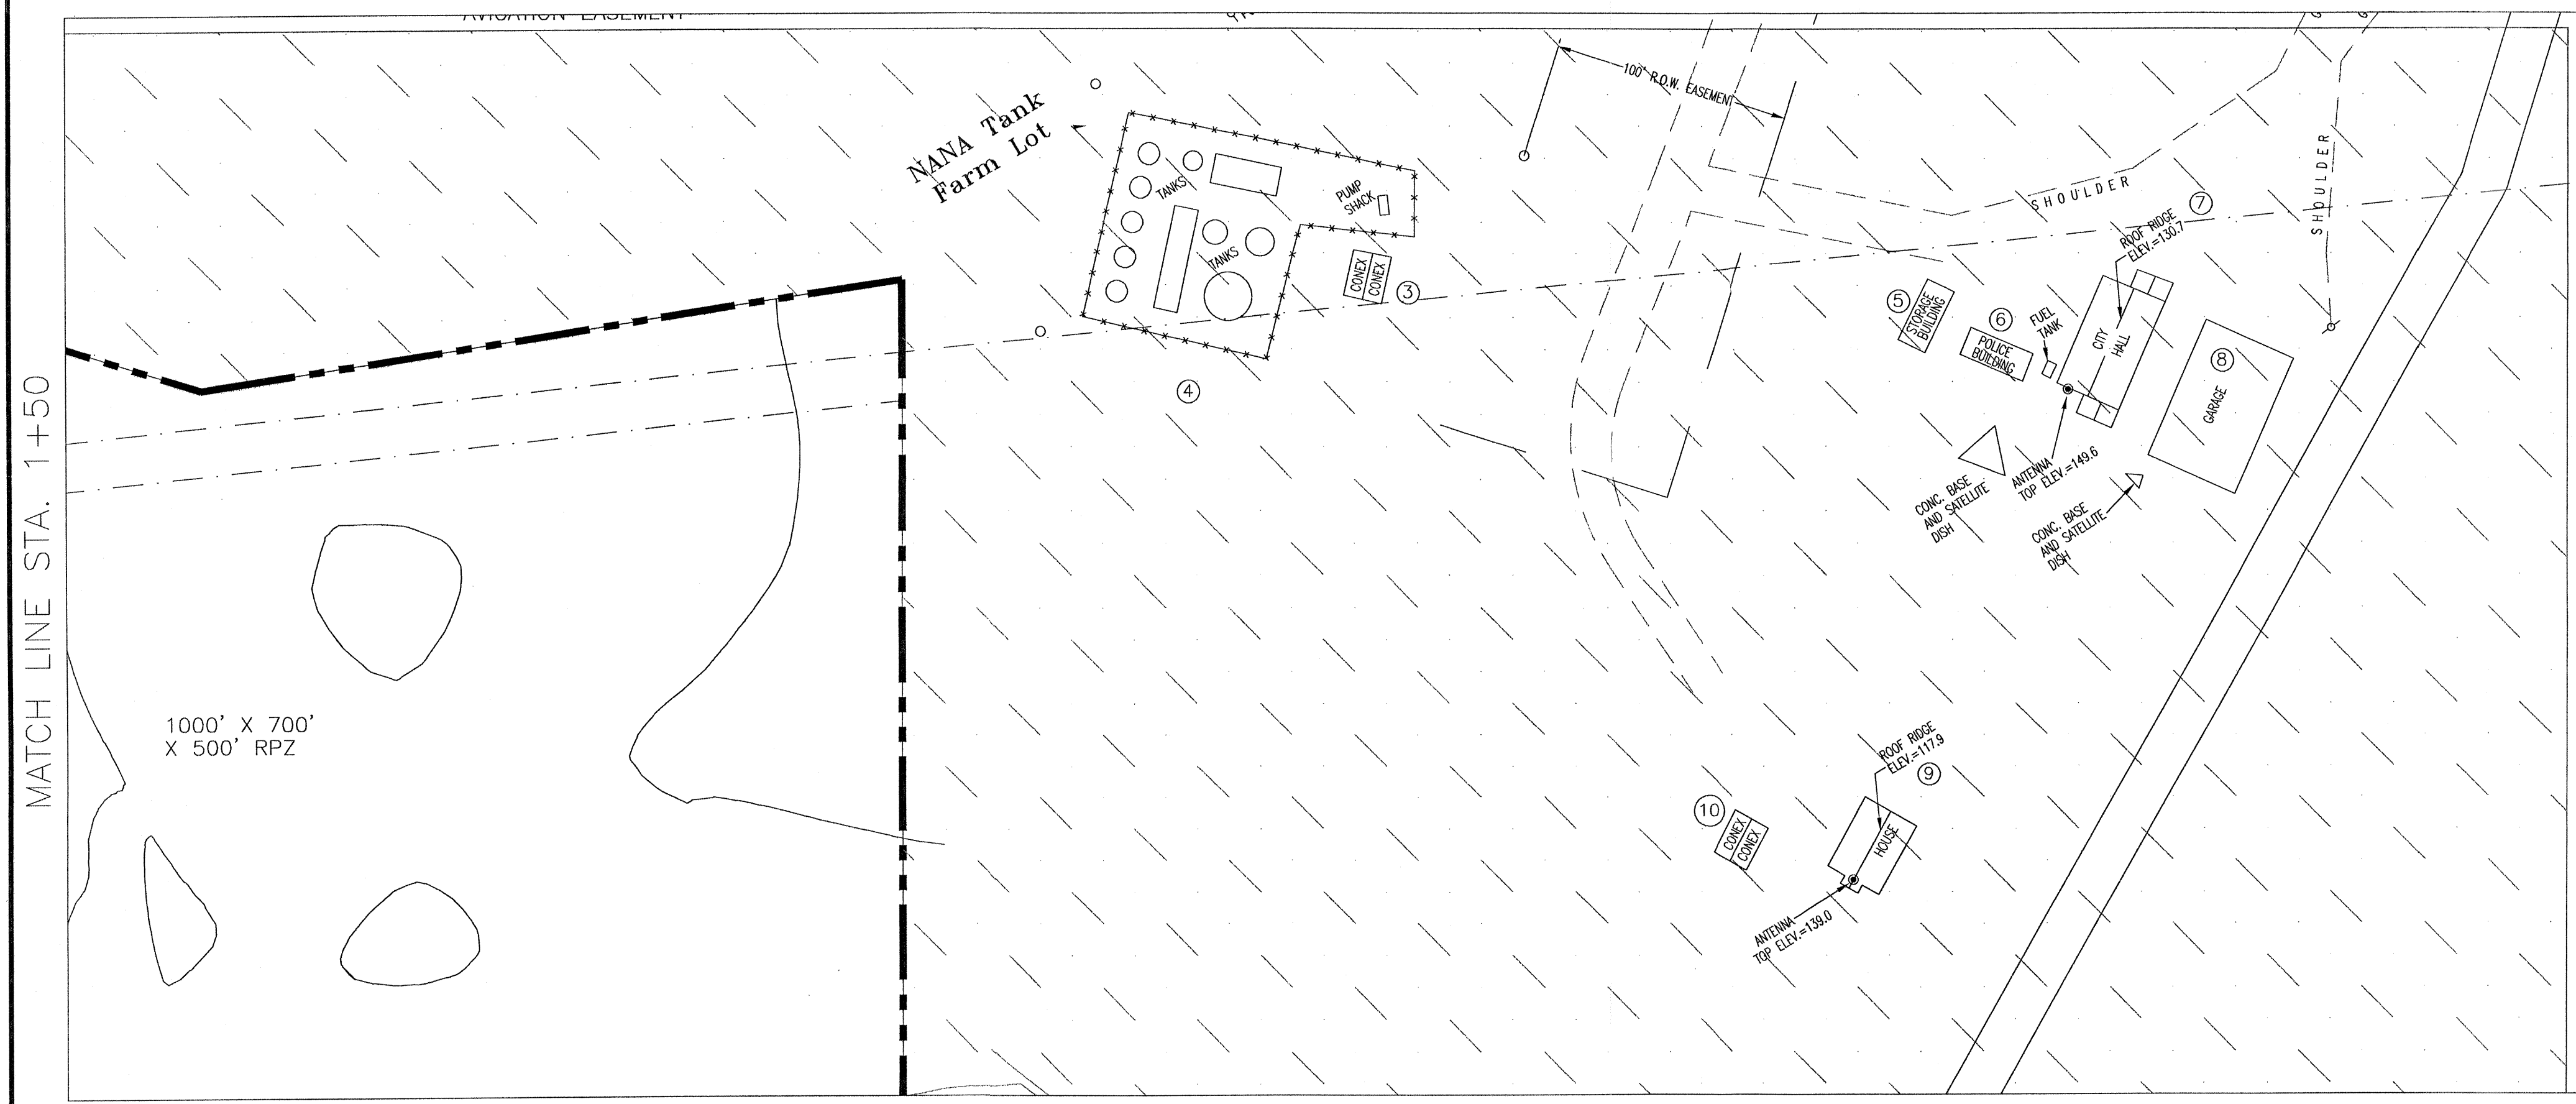 AVIGATION EASEMENT
MATCH LINE STA. 1+50
1000' X 700'
X 500' RPZ
NANA Tank
Farm Lot
TANKS
TANKS
PUMP
SHACK
CONEX
CONEX
3
4
100' R.O.W. EASEMENT
SHOULDER
SHOULDER
7
ROOF RIDGE
ELEV.=130.7
5
STORAGE
BUILDING
6
POLICE
BUILDING
FUEL
TANK
CITY
HALL
8
GARAGE
CONC. BASE
AND SATELLITE
DISH
ANTENNA
TOP ELEV.=149.6
CONC. BASE
AND SATELLITE
DISH
ROOF RIDGE
ELEV.=117.9
9
10
CONEX
CONEX
HOUSE
ANTENNA
TOP ELEV.=139.0